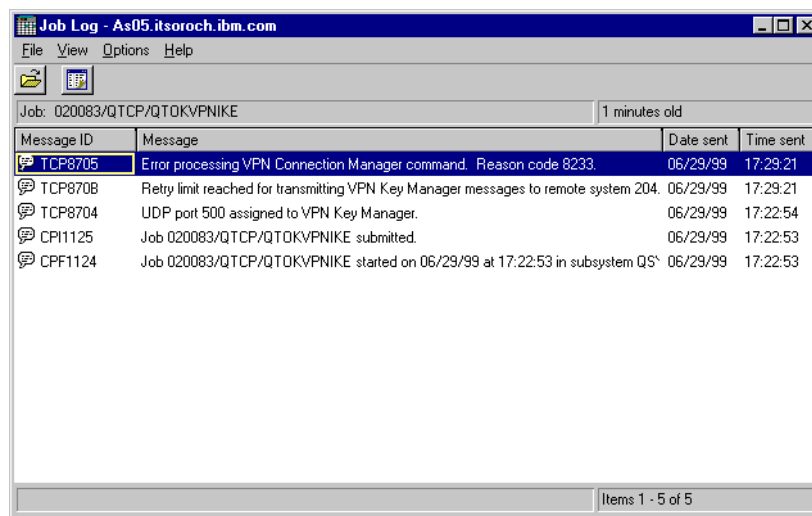 Job Log - As05.itsoroch.ibm.com
File View Options Help
Job: 020083/QTCP/QTOKVPNIKE 1 minutes old
Message ID Message Date sent Time sent
TCP8705 Error processing VPN Connection Manager command. Reason code 8233. 06/29/99 17:29:21
TCP870B Retry limit reached for transmitting VPN Key Manager messages to remote system 204. 06/29/99 17:29:21
TCP8704 UDP port 500 assigned to VPN Key Manager. 06/29/99 17:22:54
CPI1125 Job 020083/QTCP/QTOKVPNIKE submitted. 06/29/99 17:22:53
CPF1124 Job 020083/QTCP/QTOKVPNIKE started on 06/29/99 at 17:22:53 in subsystem 06/29/99 17:22:53
Items 1 - 5 of 5